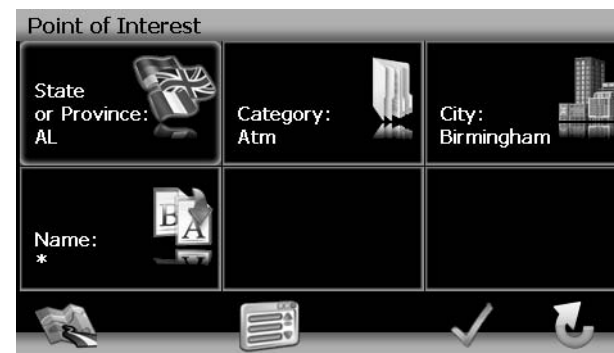 Point of Interest
State
or Province:
AL
Category:
Atm
City:
Birmingham
Name:
*
B
A